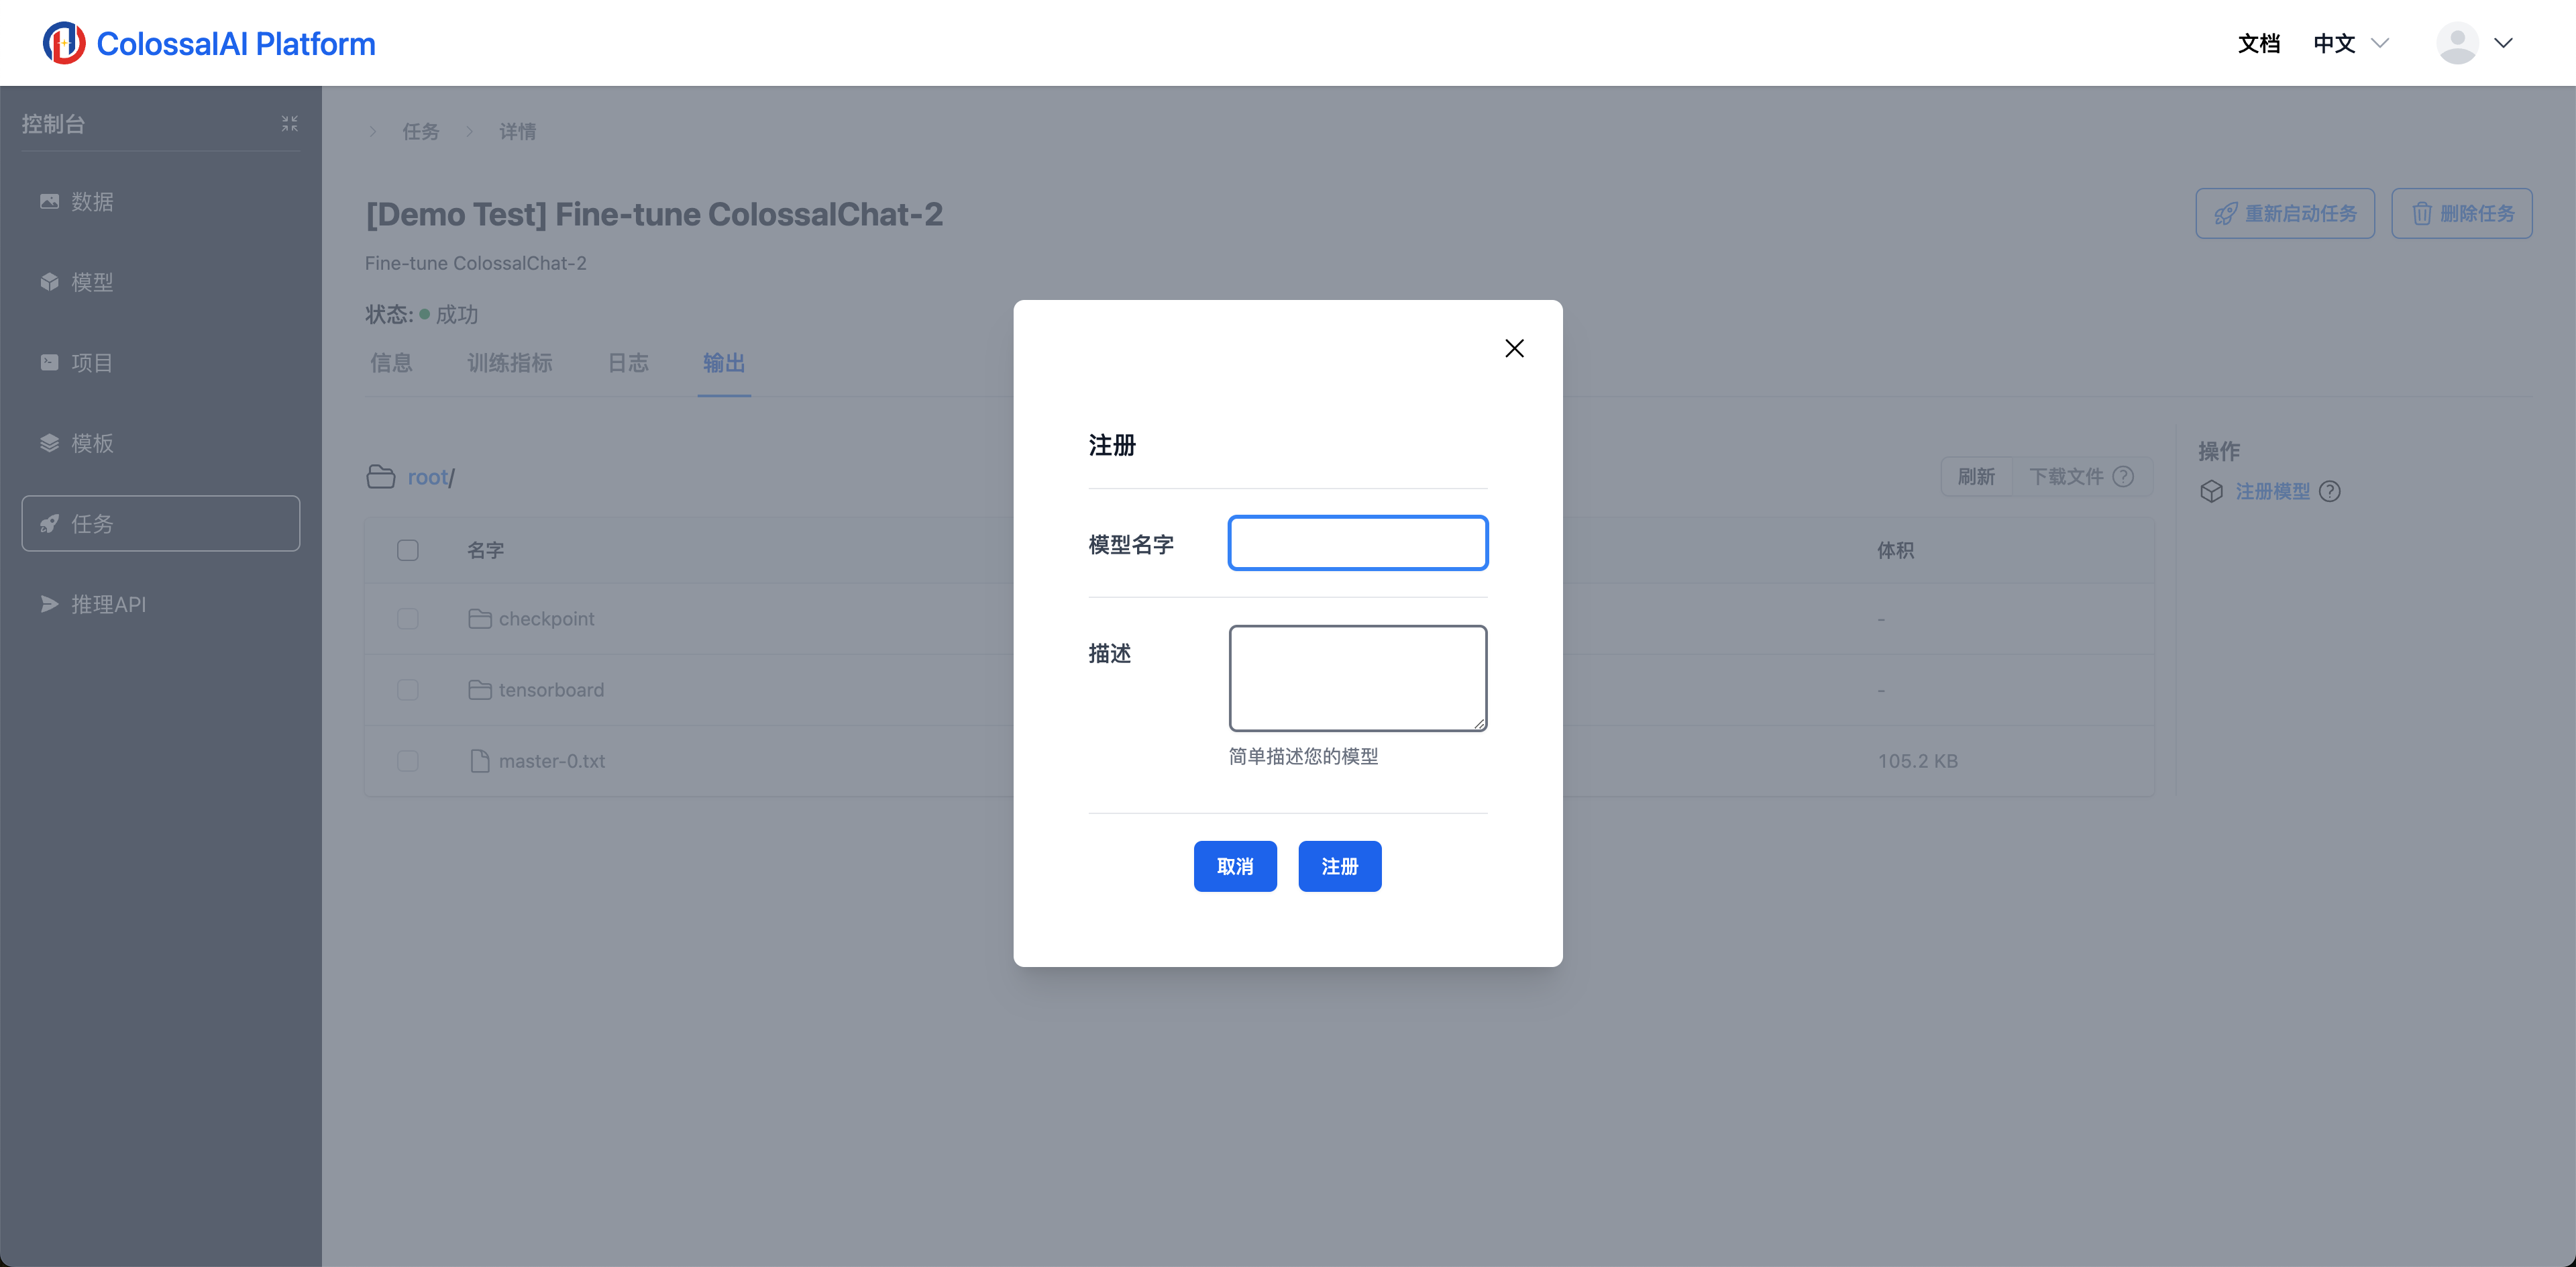 ColossalAI Platform
文档 中文
控制台
数据
模型
项目
模板
任务
推理API
任务 详情
[Demo Test] Fine-tune ColossalChat-2
重新启动任务 删除任务
Fine-tune ColossalChat-2
状态: 成功
信息 训练指标 日志 输出
root/
刷新 下载文件
名字 体积
checkpoint -
tensorboard -
master-0.txt 105.2 KB
操作
注册模型
注册
模型名字
描述
简单描述您的模型
取消 注册